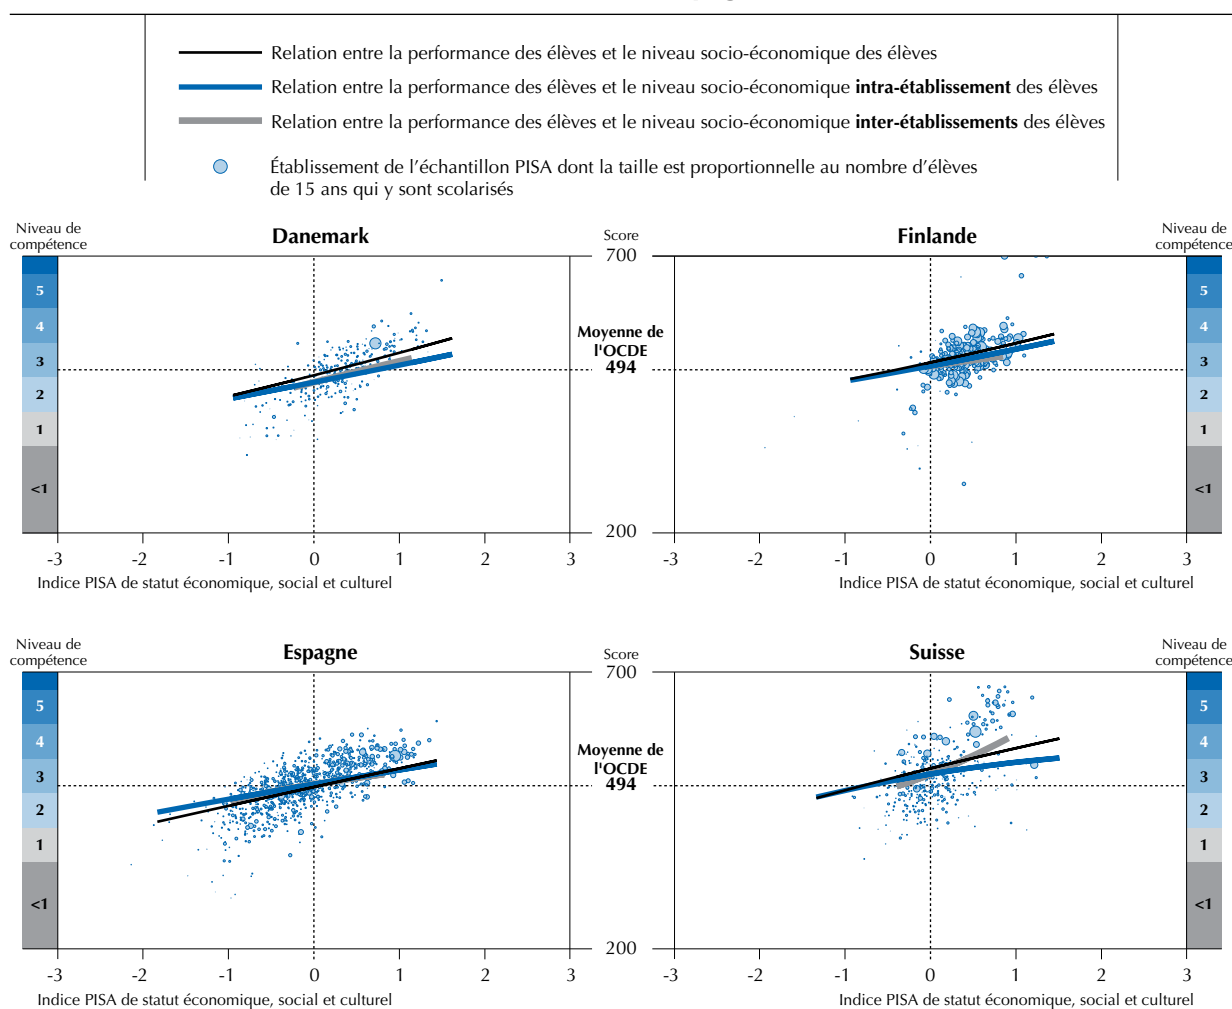 Relation entre la performance des élèves et le niveau socio-économique des élèves
Relation entre la performance des élèves et le niveau socio-économique intra-établissement des élèves
Relation entre la performance des élèves et le niveau socio-économique inter-établissements des élèves
Établissement de l'échantillon PISA dont la taille est proportionnelle au nombre d'élèves
de 15 ans qui y sont scolarisés
Niveau de
compétence
Danemark
Score
Finlande
Niveau de
compétence
700
5
4
3
2
1
<1
Moyenne de
l'OCDE
494
200
5
4
3
2
1
<1
-3 -2 -1 0 1 2 3
-3 -2 -1 0 1 2 3
Indice PISA de statut économique, social et culturel
Indice PISA de statut économique, social et culturel
Niveau de
compétence
Espagne
Score
Suisse
Niveau de
compétence
700
5
4
3
2
1
<1
Moyenne de
l'OCDE
494
200
5
4
3
2
1
<1
-3 -2 -1 0 1 2 3
-3 -2 -1 0 1 2 3
Indice PISA de statut économique, social et culturel
Indice PISA de statut économique, social et culturel